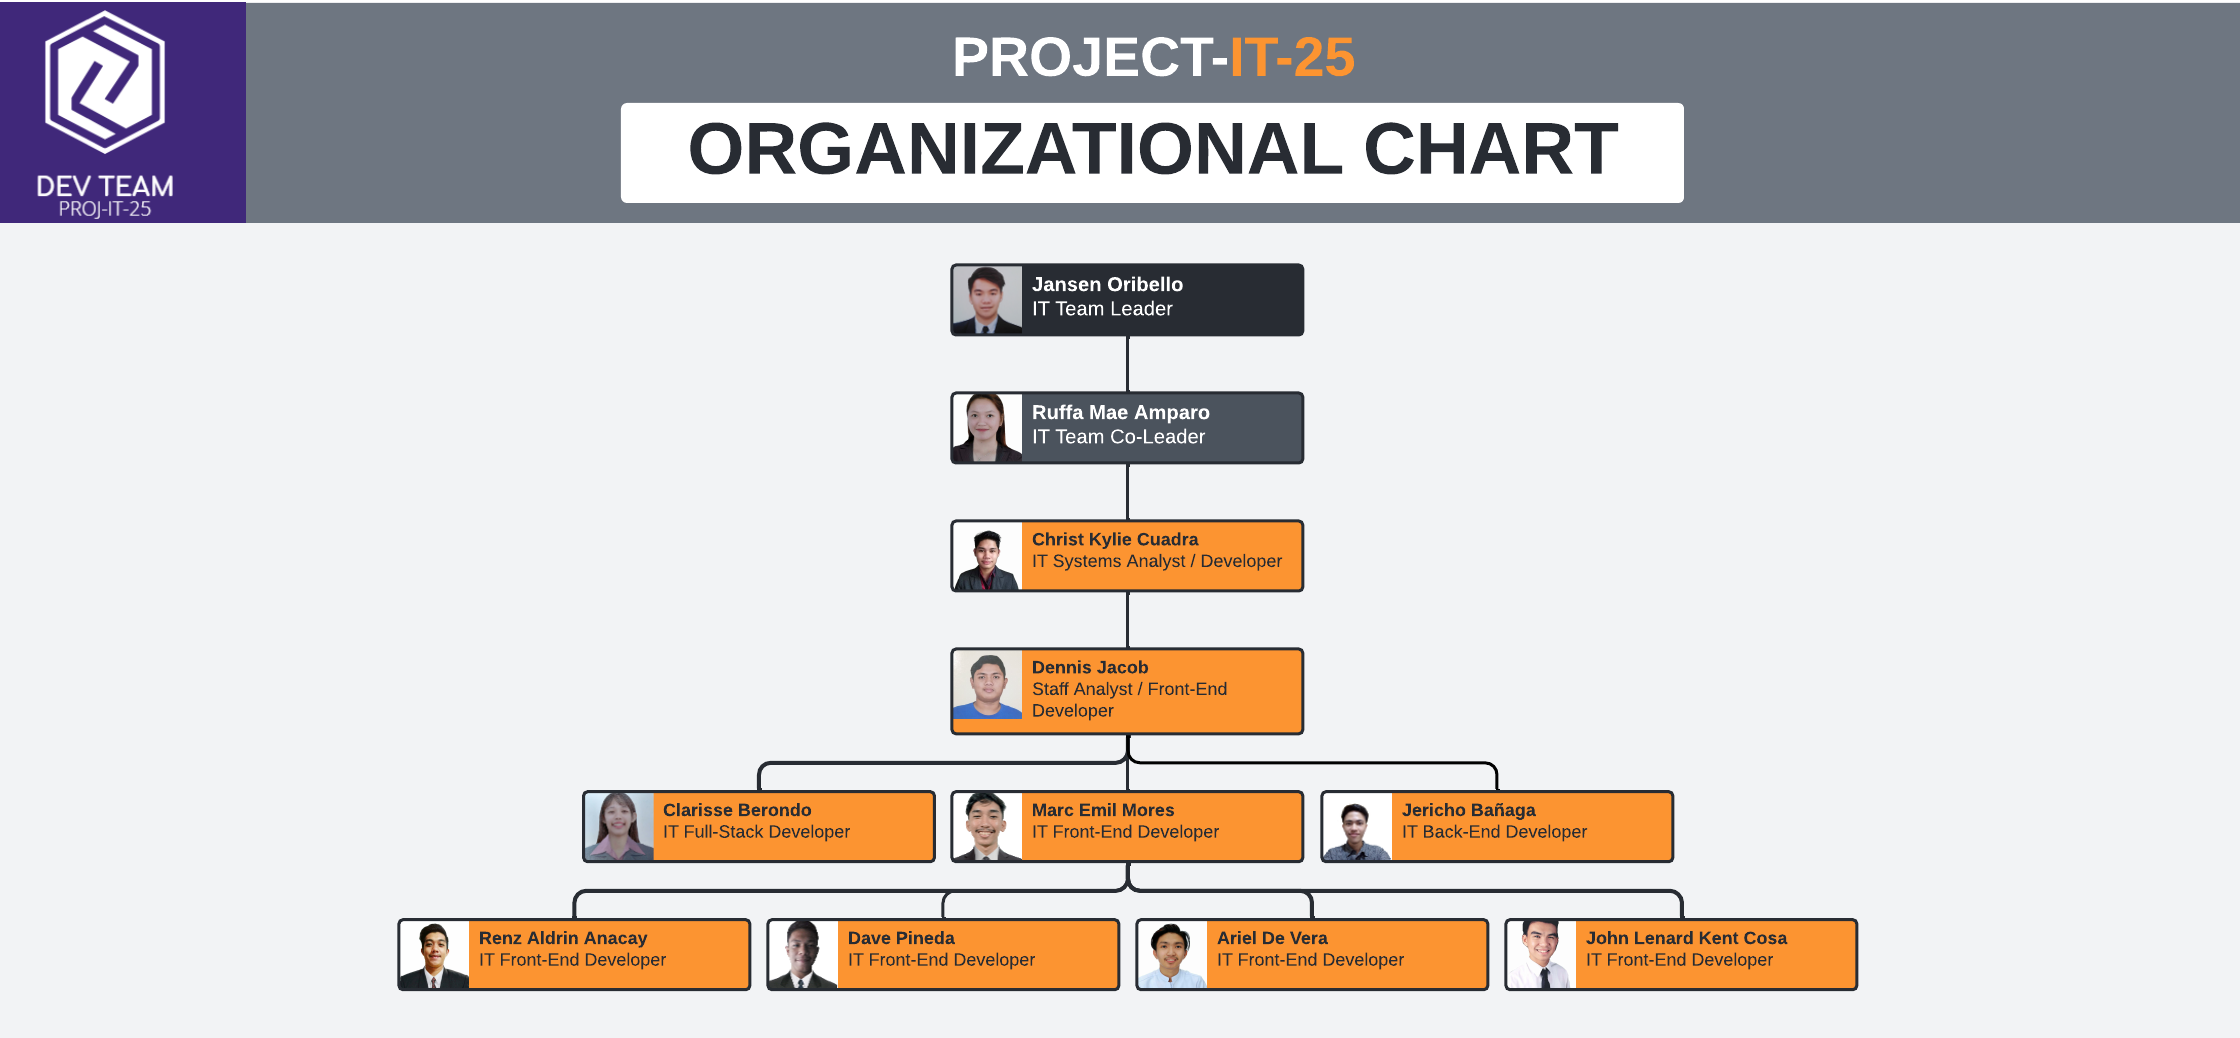 DEV TEAM
PROJ-IT-25
PROJECT-IT-25
ORGANIZATIONAL CHART
Jansen Oribello
IT Team Leader
Ruffa Mae Amparo
IT Team Co-Leader
Christ Kylie Cuadra
IT Systems Analyst / Developer
Dennis Jacob
Staff Analyst / Front-End
Developer
Clarisse Berondo
IT Full-Stack Developer
Marc Emil Mores
IT Front-End Developer
Jericho Bañaga
IT Back-End Developer
Renz Aldrin Anacay
IT Front-End Developer
Dave Pineda
IT Front-End Developer
Ariel De Vera
IT Front-End Developer
John Lenard Kent Cosa
IT Front-End Developer